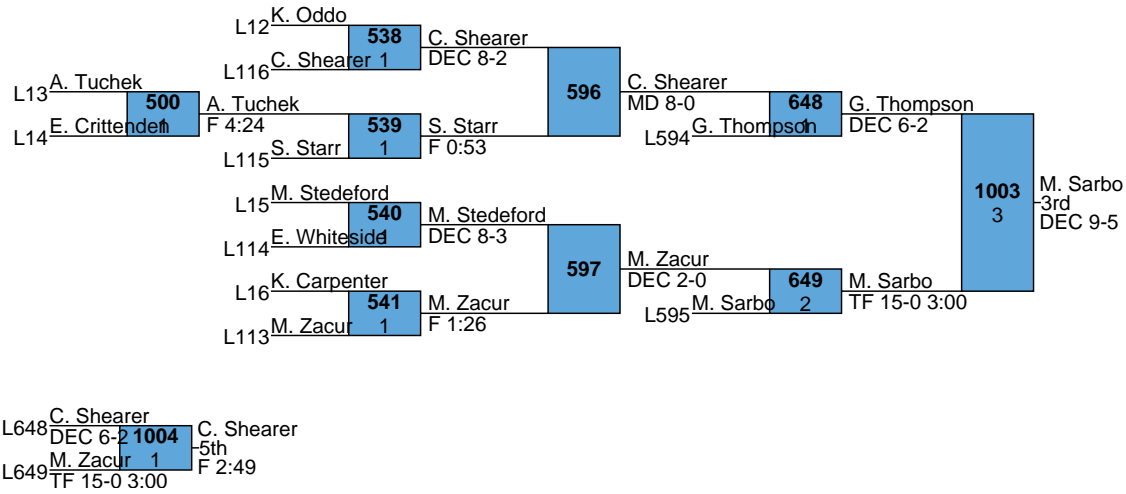 L12 K. Oddo
538
1
C. Shearer
DEC 8-2
L116 C. Shearer
L13 A. Tuchek
500
1
A. Tuchek
F 4:24
L14 E. Crittenden
539
1
S. Starr
F 0:53
L115 S. Starr
596
C. Shearer
MD 8-0
648
1
L594 G. Thompson
G. Thompson
DEC 6-2
L15 M. Stedeford
540
1
M. Stedeford
DEC 8-3
L114 E. Whiteside
597
M. Zacur
DEC 2-0
L16 K. Carpenter
541
1
M. Zacur
F 1:26
L113 M. Zacur
649
2
L595 M. Sarbo
M. Sarbo
TF 15-0 3:00
1003
3
M. Sarbo
3rd
DEC 9-5
L648 C. Shearer
DEC 6-2
1004
1
C. Shearer
5th
F 2:49
L649 M. Zacur
TF 15-0 3:00